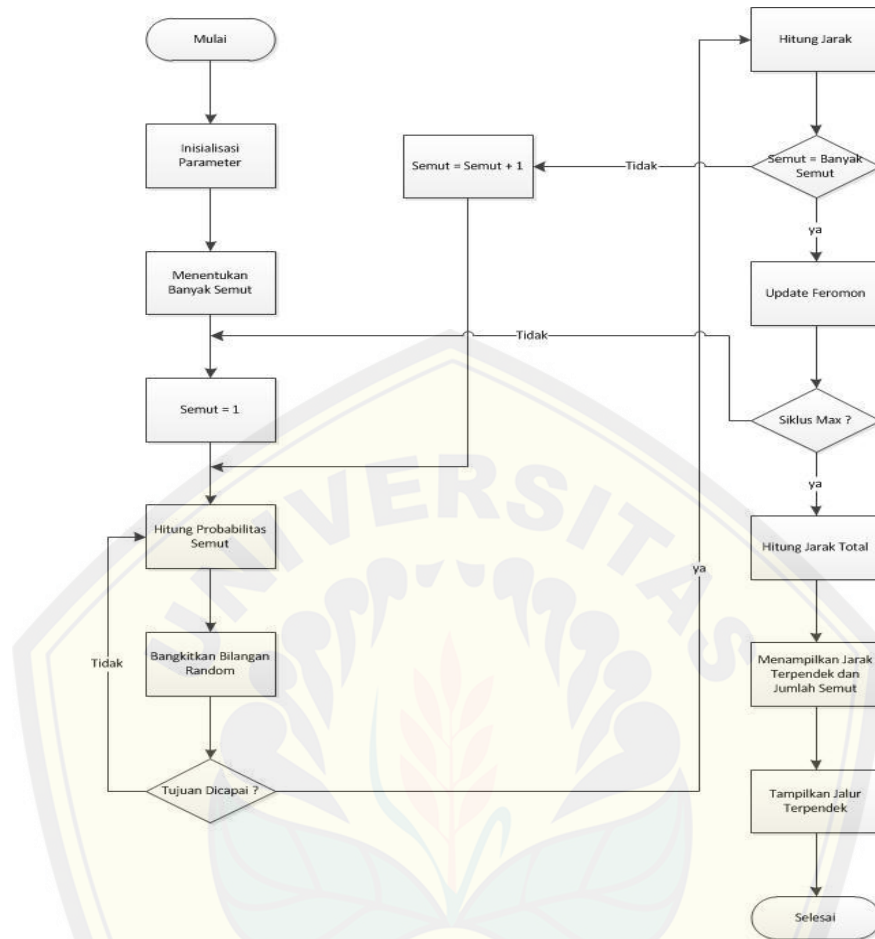 Mulai
Inisialisasi
Parameter
Menentukan
Banyak Semut
Semut = 1
Hitung Probabilitas
Semut
Bangkitkan Bilangan
Random
Tujuan Dicapai ?
Tidak
ya
Hitung Jarak
Semut = Banyak
Semut
Tidak
Semut = Semut + 1
ya
Update Feromon
Siklus Max ?
Tidak
ya
Hitung Jarak Total
Menampilkan Jarak
Terpendek dan
Jumlah Semut
Tampilkan Jalur
Terpendek
Selesai
UNIVERSITAS